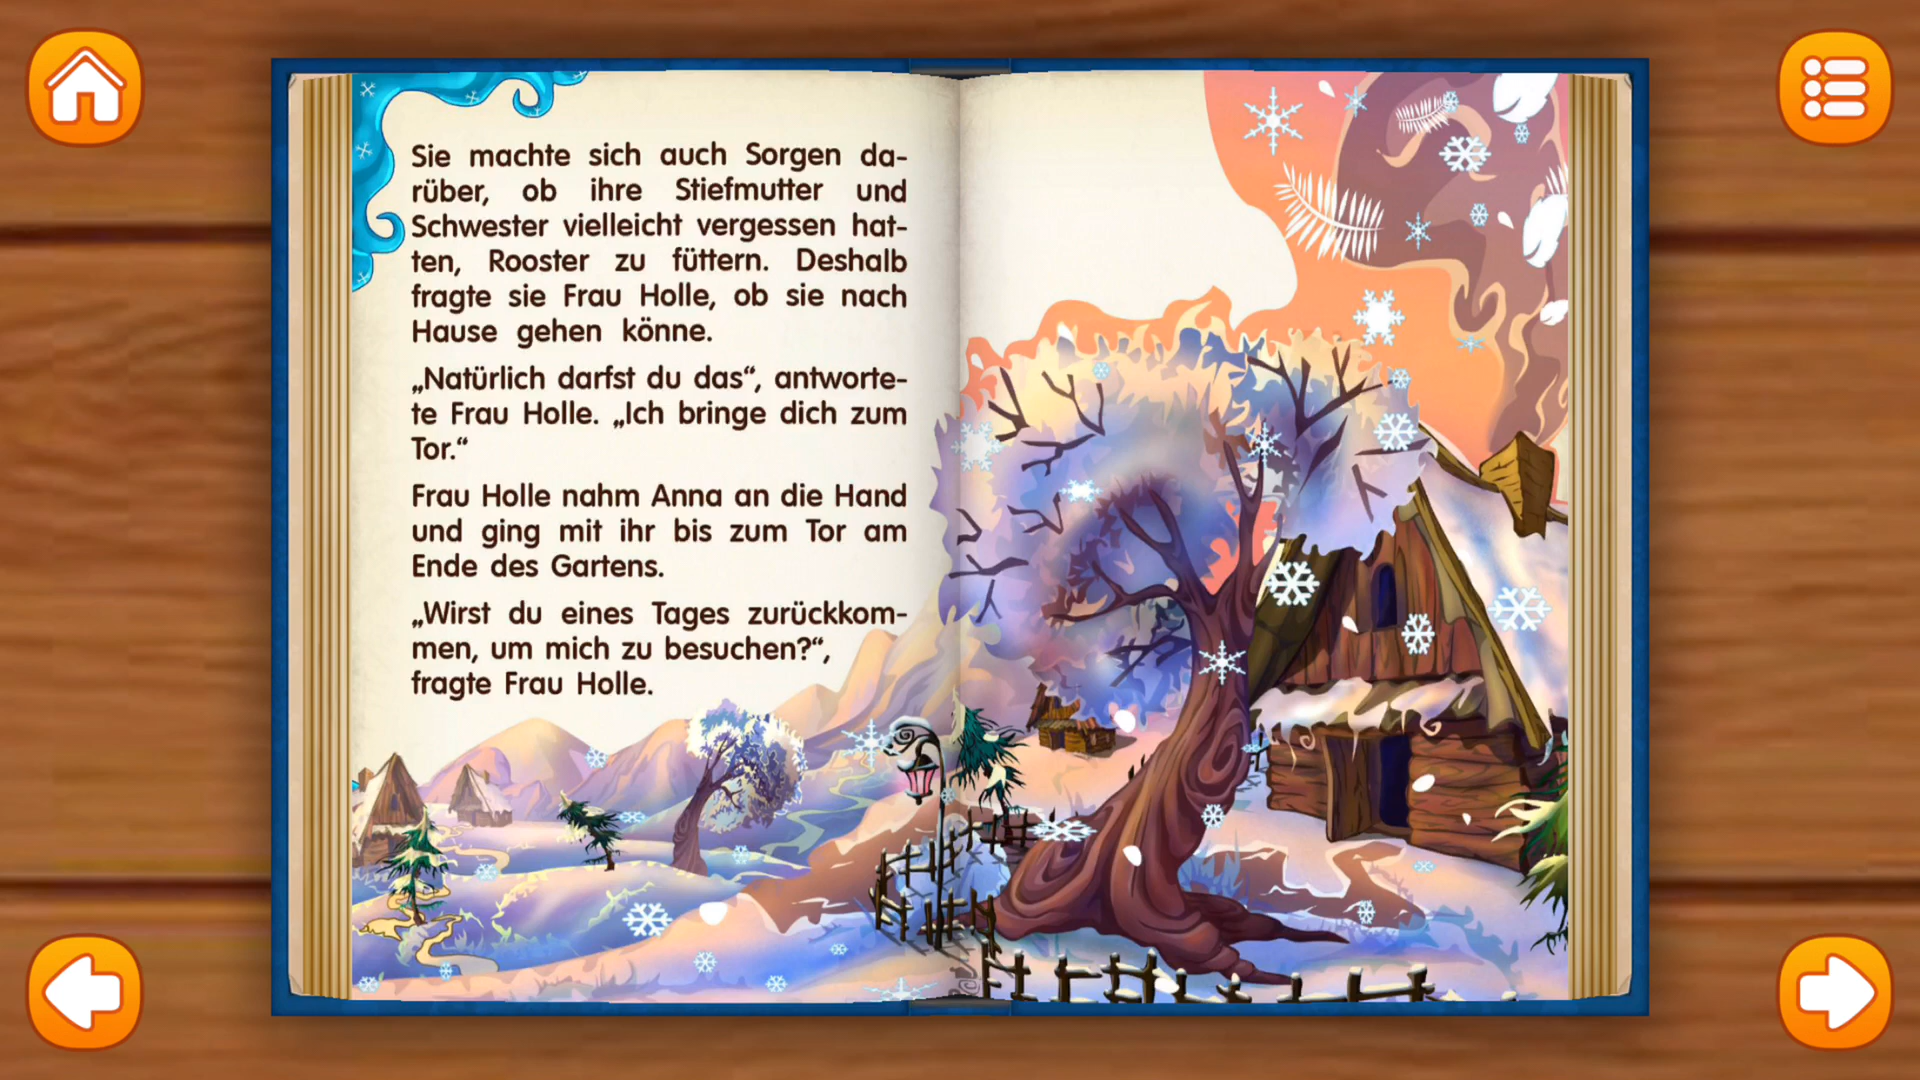 Sie machte sich auch Sorgen da-
rüber, ob ihre Stiefmutter und
Schwester vielleicht vergessen hat-
ten, Rooster zu füttern. Deshalb
fragte sie Frau Holle, ob sie nach
Hause gehen könne.
„Natürlich darfst du das“, antworte-
te Frau Holle. „Ich bringe dich zum
Tor.“
Frau Holle nahm Anna an die Hand
und ging mit ihr bis zum Tor am
Ende des Gartens.
„Wirst du eines Tages zurückkom-
men, um mich zu besuchen?“,
fragte Frau Holle.